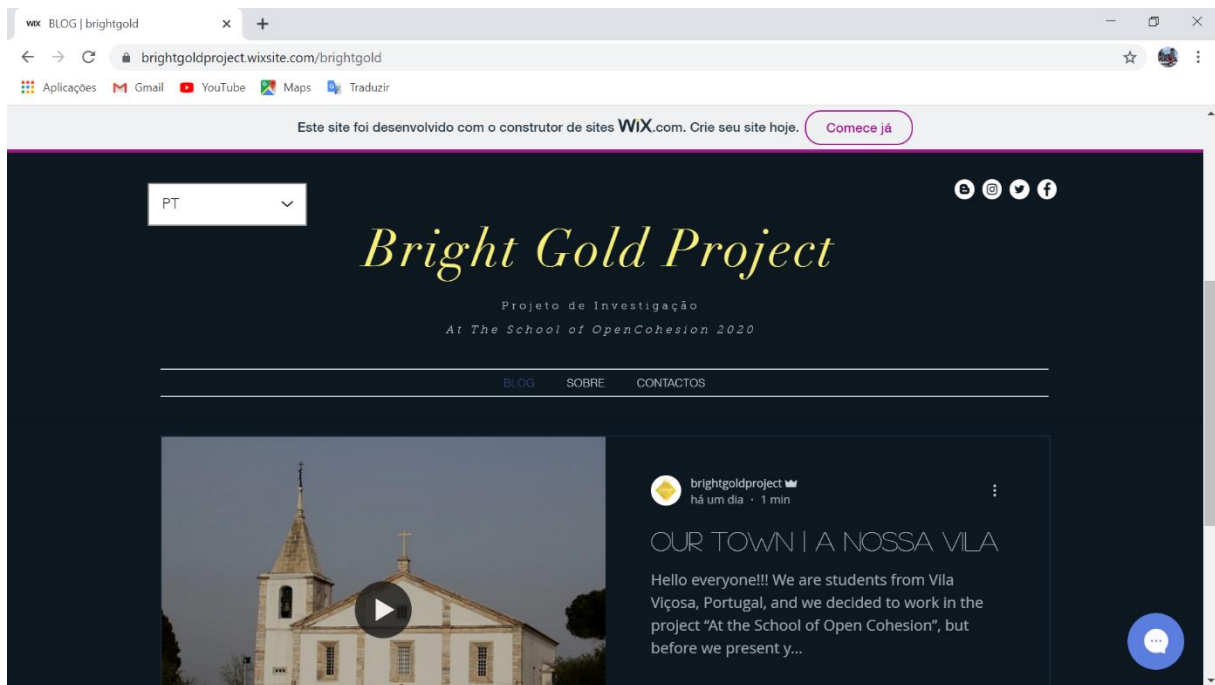 WiX BLOG | brightgold
brightgoldproject.wixsite.com/brightgold
Aplicações Gmail YouTube Maps Traduzir
Este site foi desenvolvido com o construtor de sites WiX.com. Crie seu site hoje. Comece já
PT
Bright Gold Project
Projeto de Investigação
At The School of OpenCohesion 2020
BLOG SOBRE CONTACTOS
brightgoldproject
há um dia · 1 min
OUR TOWN | A NOSSA VILA
Hello everyone!!! We are students from Vila
Viçosa, Portugal, and we decided to work in the
project “At the School of Open Cohesion”, but
before we present y...